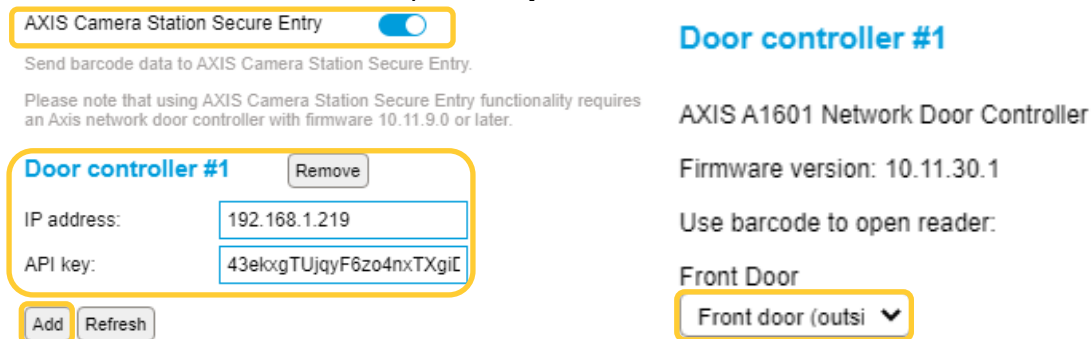 AXIS Camera Station Secure Entry
Send barcode data to AXIS Camera Station Secure Entry.
Please note that using AXIS Camera Station Secure Entry functionality requires
an Axis network door controller with firmware 10.11.9.0 or later.
Door controller #1 Remove
IP address: 192.168.1.219
API key: 43ekxgTUjqyF6zo4nxTXgiD
Add Refresh
Door controller #1
AXIS A1601 Network Door Controller
Firmware version: 10.11.30.1
Use barcode to open reader:
Front Door
Front door (outsi